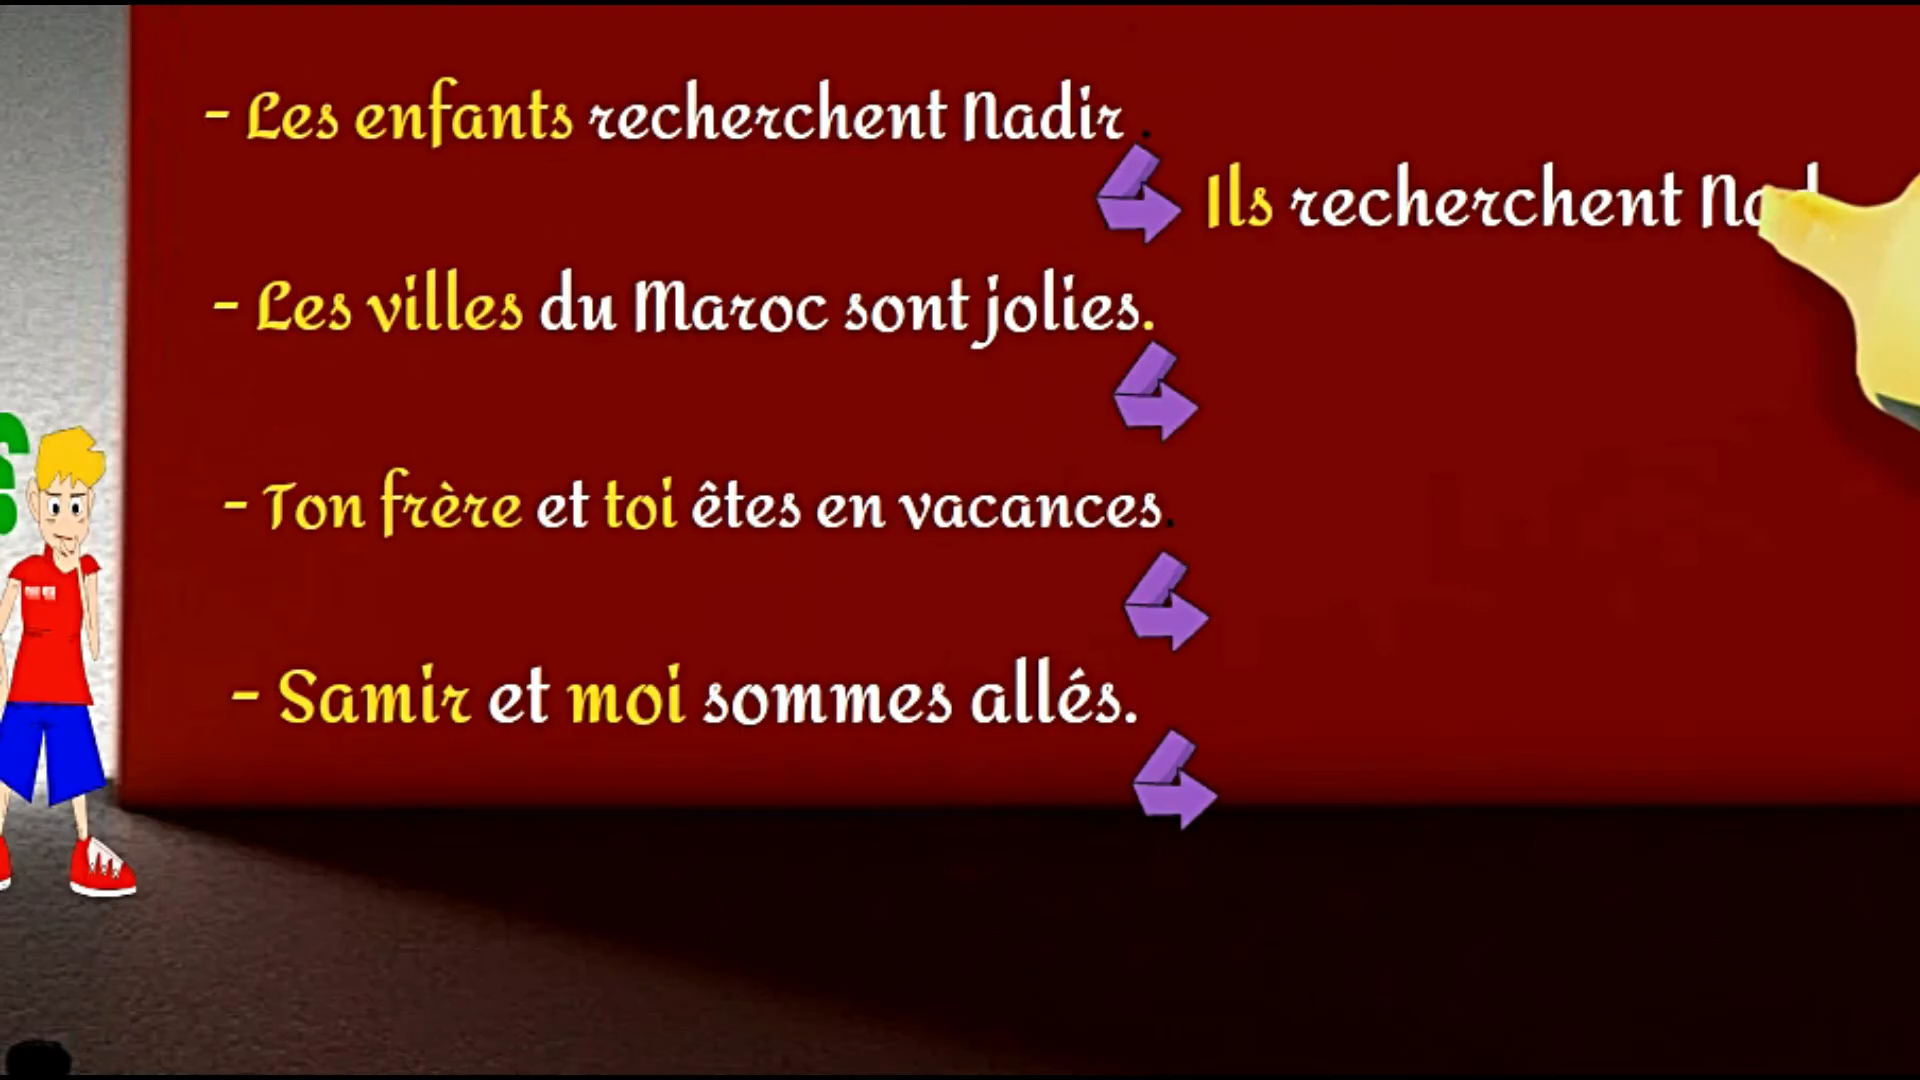 - Les enfants recherchent Nadir .
Ils recherchent
- Les villes du Maroc sont jolies.
- Ton frère et toi êtes en vacances.
- Samir et moi sommes allés.